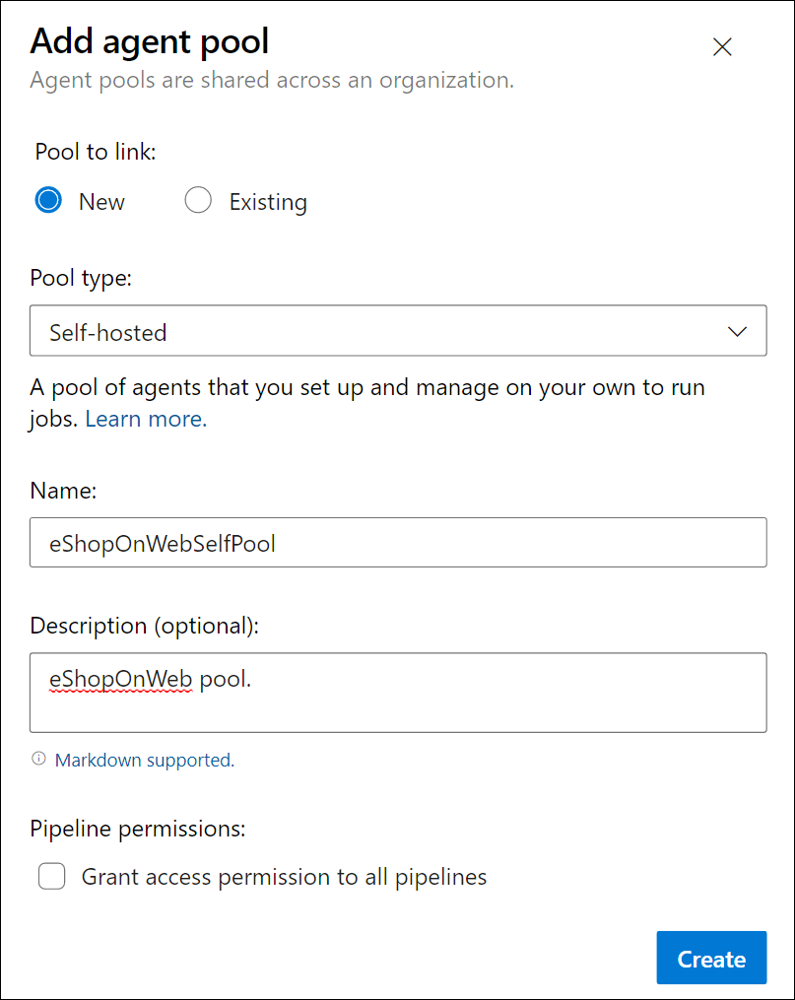 Add agent pool
Agent pools are shared across an organization.
Pool to link:
New Existing
Pool type:
Self-hosted
A pool of agents that you set up and manage on your own to run
jobs. Learn more.
Name:
eShopOnWebSelfPool
Description (optional):
eShopOnWeb pool.
Markdown supported.
Pipeline permissions:
Grant access permission to all pipelines
Create